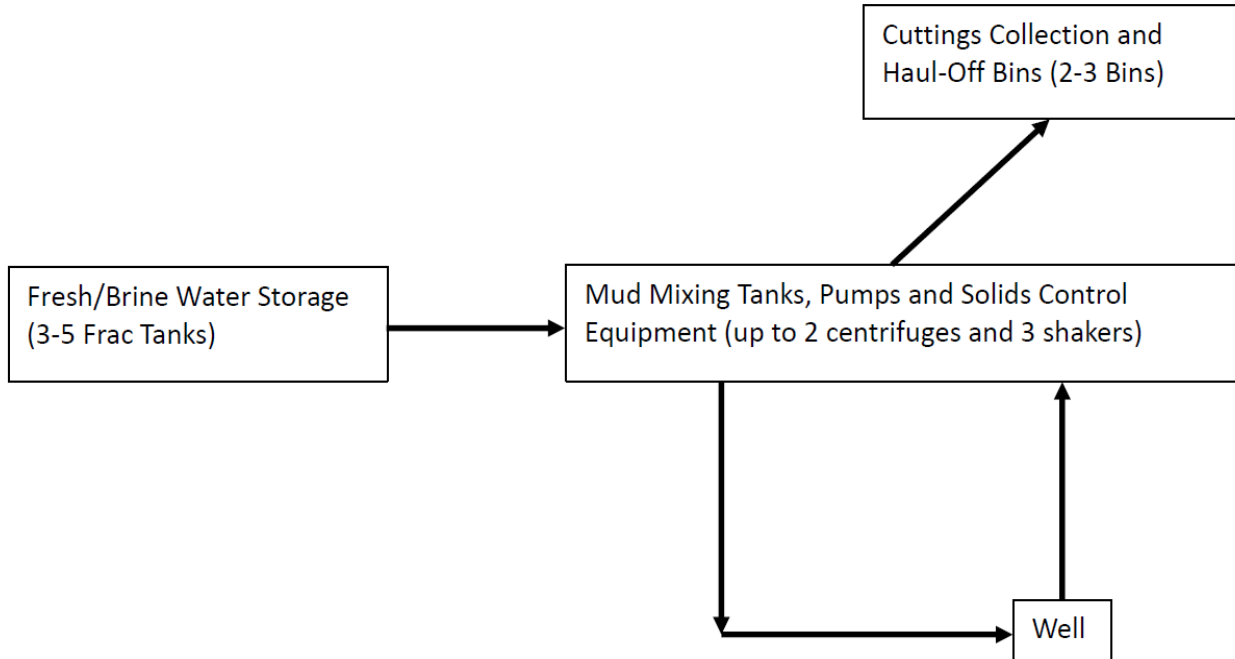 Cuttings Collection and
Haul-Off Bins (2-3 Bins)
Fresh/Brine Water Storage
(3-5 Frac Tanks)
Mud Mixing Tanks, Pumps and Solids Control
Equipment (up to 2 centrifuges and 3 shakers)
Well